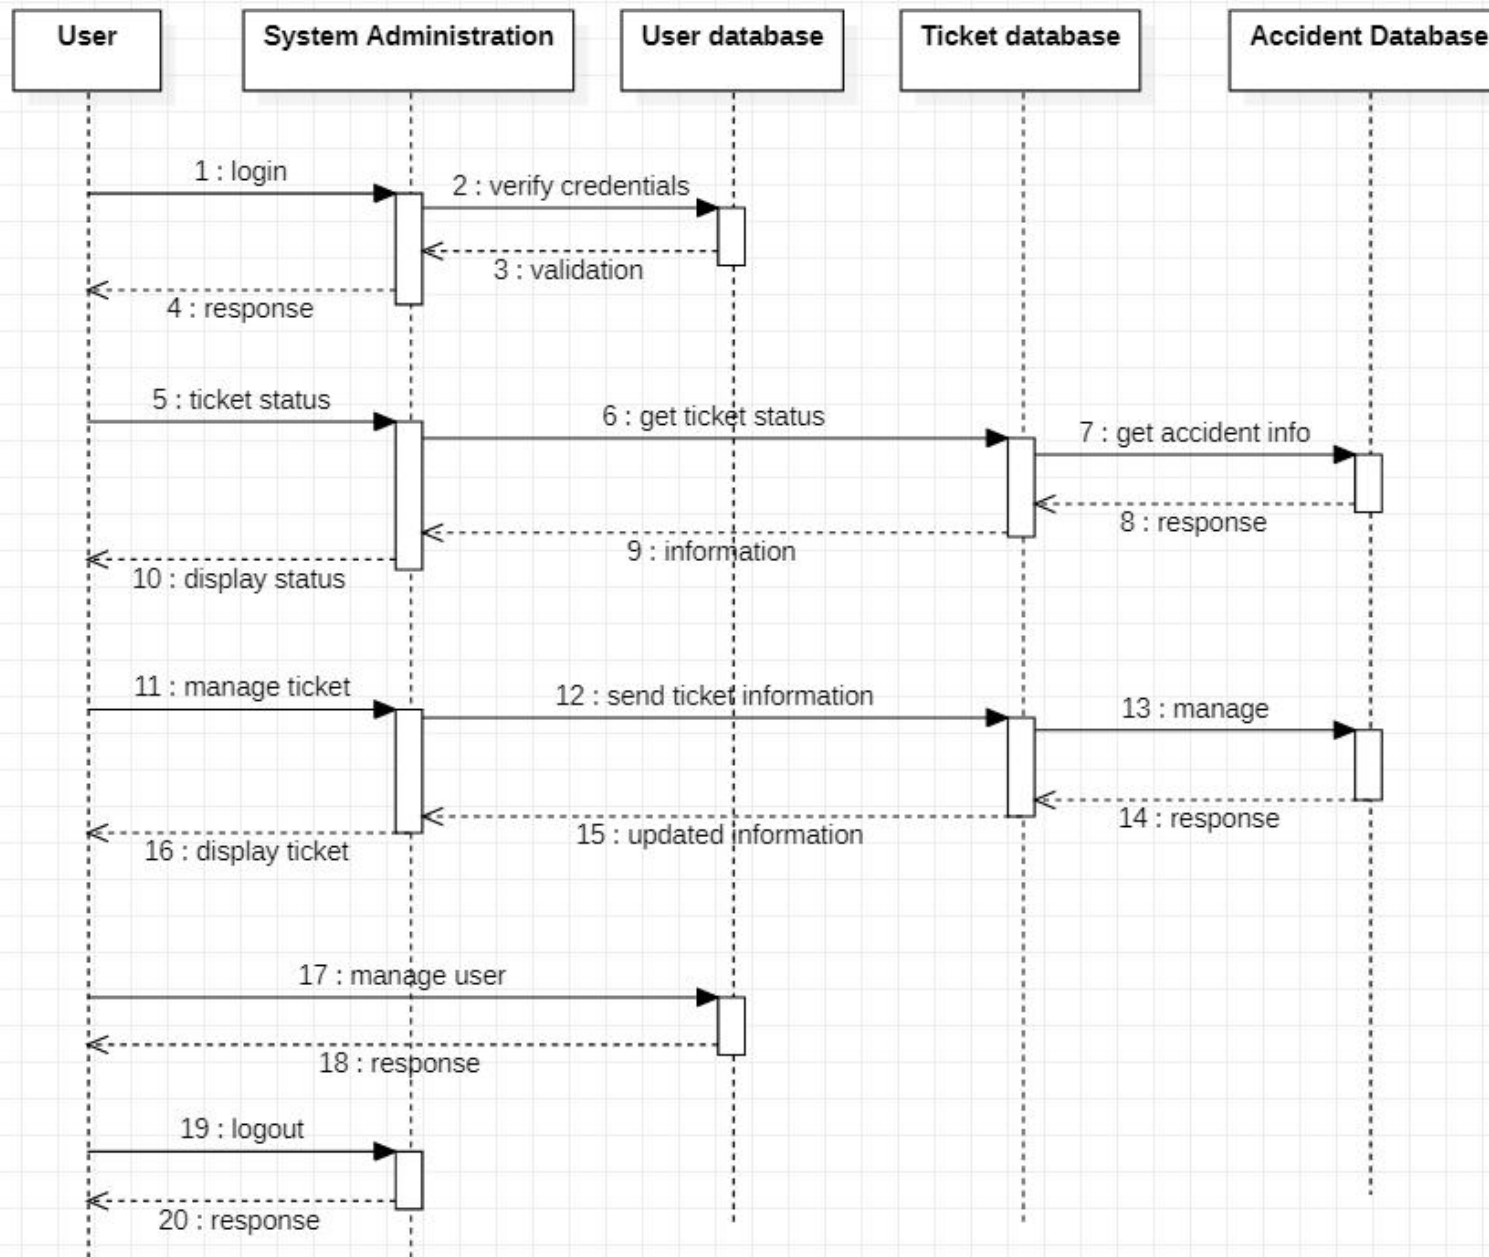 User
System Administration
User database
Ticket database
Accident Database
1 : login
2 : verify credentials
3 : validation
4 : response
5 : ticket status
6 : get ticket status
7 : get accident info
8 : response
9 : information
10 : display status
11 : manage ticket
12 : send ticket information
13 : manage
14 : response
15 : updated information
16 : display ticket
17 : manage user
18 : response
19 : logout
20 : response